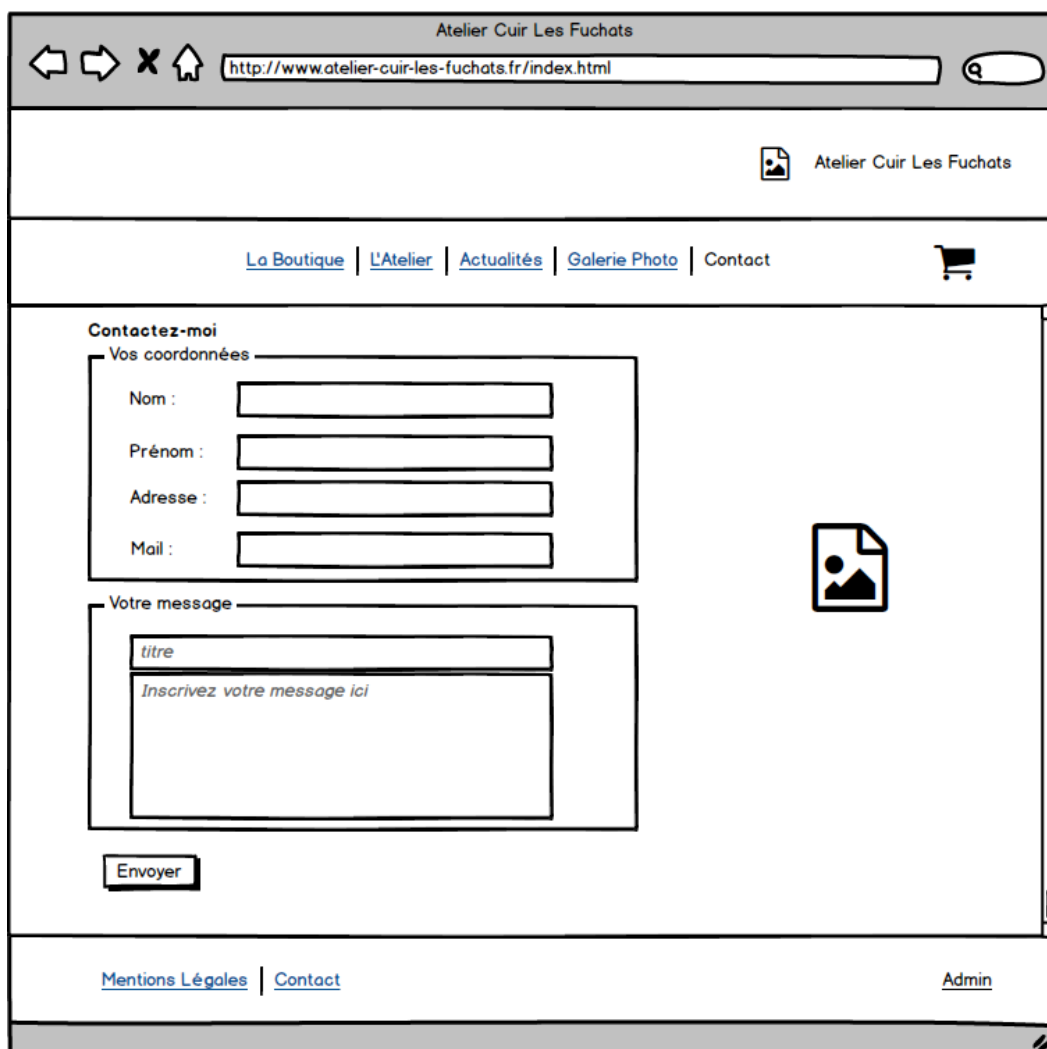 Atelier Cuir Les Fuchats
http://www.atelier-cuir-les-fuchats.fr/index.html
Atelier Cuir Les Fuchats
La Boutique | L'Atelier | Actualités | Galerie Photo | Contact
Contactez-moi
Vos coordonnées
Nom :
Prénom :
Adresse :
Mail :
Votre message
titre
Inscrivez votre message ici
Envoyer
Mentions Légales | Contact
Admin